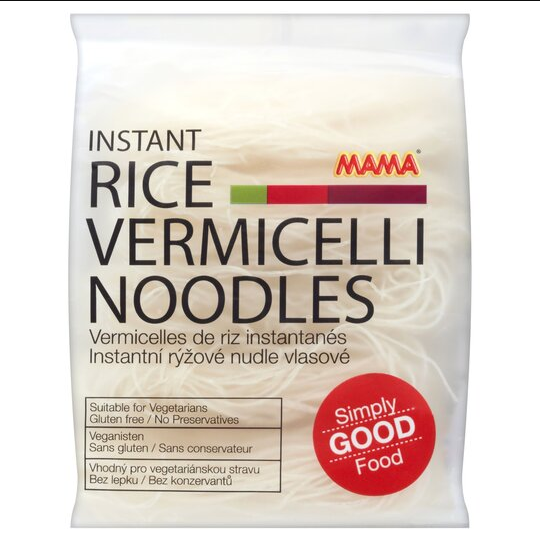 INSTANT
RICE
MAMA®
VERMICELLI
NOODLES
Vermicelles de riz instantanés
Instantní rýžové nudle vlasové
Suitable for Vegetarians
Gluten free / No Preservatives
Veganisten
Sans gluten / Sans conservateur
Vhodný pro vegetariánskou stravu
Bez lepku / Bez konzervantů
Simply
GOOD
Food